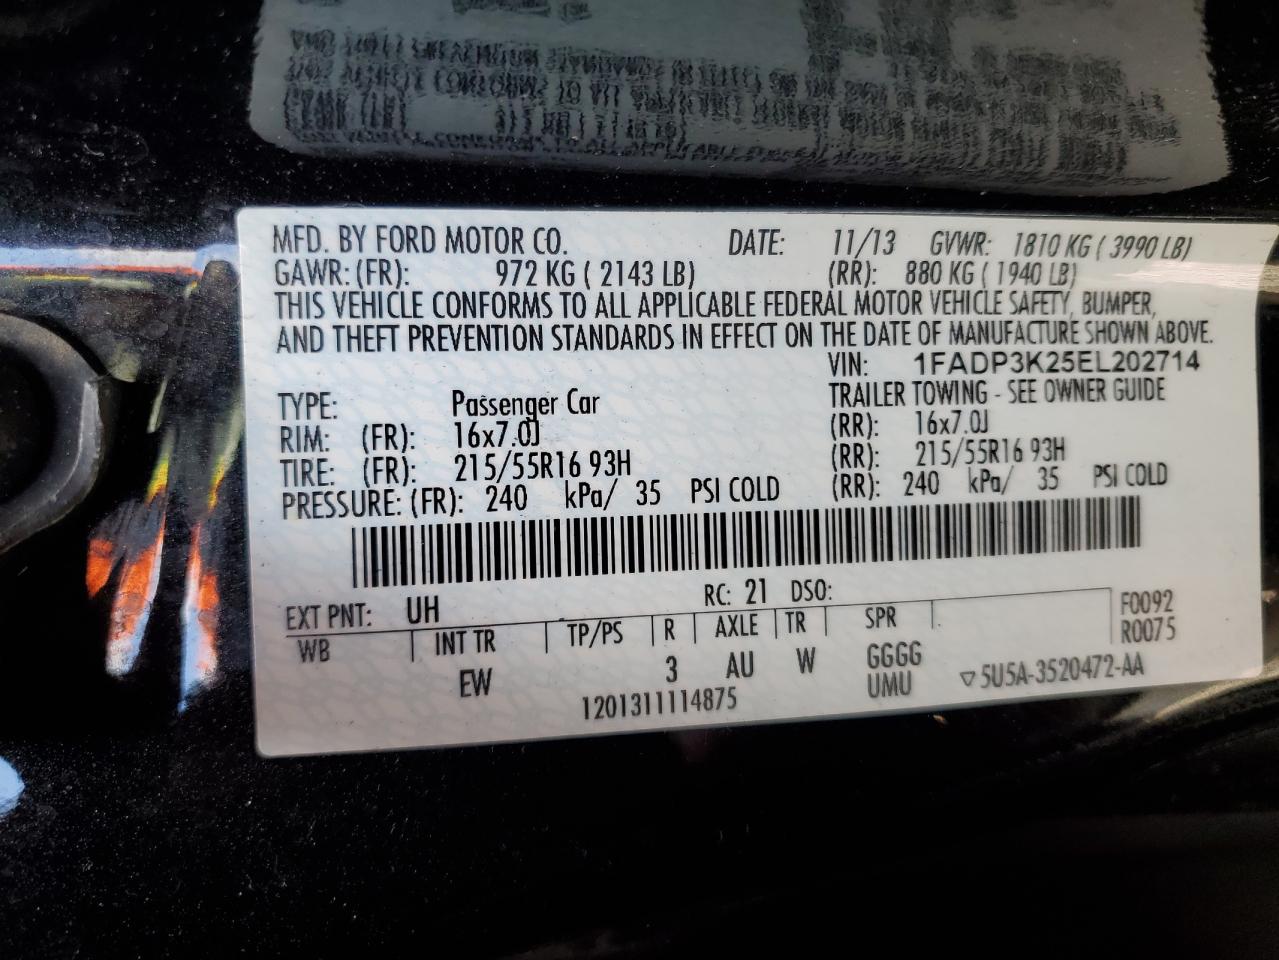 MFD. BY FORD MOTOR CO. DATE: 11/13 GVWR: 1810 KG ( 3990 LB)
GAWR: (FR): 972 KG ( 2143 LB) (RR): 880 KG ( 1940 LB)
THIS VEHICLE CONFORMS TO ALL APPLICABLE FEDERAL MOTOR VEHICLE SAFETY, BUMPER,
AND THEFT PREVENTION STANDARDS IN EFFECT ON THE DATE OF MANUFACTURE SHOWN ABOVE.
VIN: 1FADP3K25EL202714
TYPE: Passenger Car TRAILER TOWING - SEE OWNER GUIDE
RIM: (FR): 16x7.0J (RR): 16x7.0J
TIRE: (FR): 215/55R16 93H (RR): 215/55R16 93H
PRESSURE: (FR): 240 kPa/ 35 PSI COLD (RR): 240 kPa/ 35 PSI COLD
EXT PNT: UH RC: 21 DSO: F0092
WB INT TR TP/PS R AXLE TR SPR R0075
EW 3 AU W GGGG
UMU ▽5U5A-3520472-AA
1201311114875